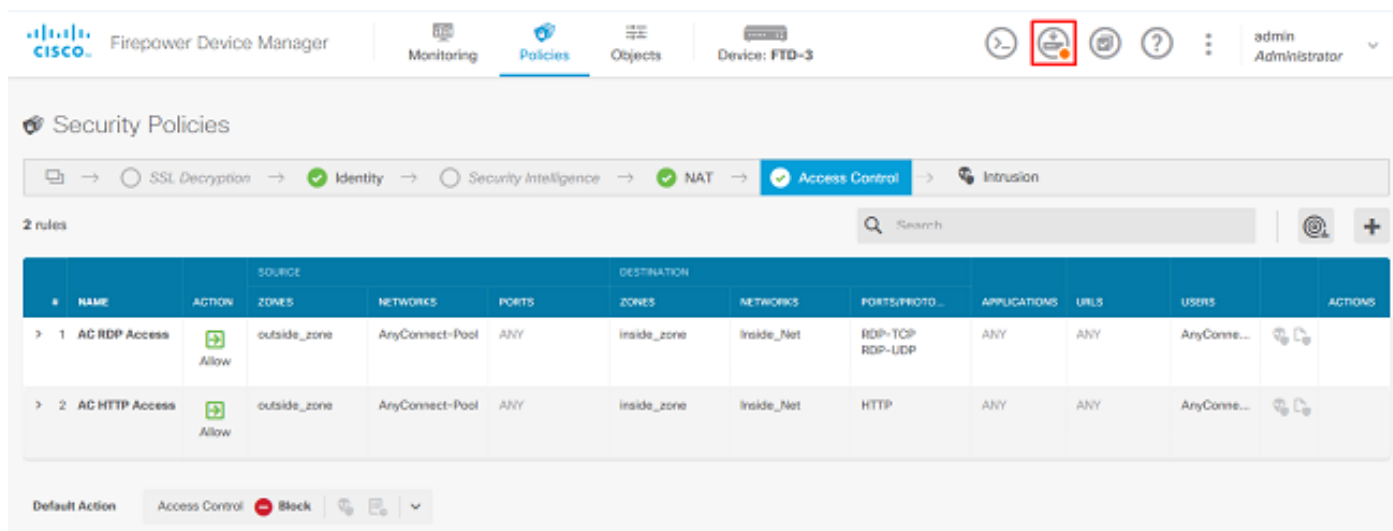 CISCO Firepower Device Manager Monitoring Policies Objects Device: FTD-3 admin Administrator
Security Policies
SSL Decryption Identity Security Intelligence NAT Access Control Intrusion
2 rules Search
SOURCE DESTINATION
# NAME ACTION ZONES NETWORKS PORTS ZONES NETWORKS PORTS/PROTO... APPLICATIONS URLS USERS ACTIONS
1 AC RDP Access Allow outside_zone AnyConnect-Pool ANY inside_zone Inside_Net RDP-TCP RDP-UDP ANY ANY AnyConne...
2 AC HTTP Access Allow outside_zone AnyConnect-Pool ANY inside_zone Inside_Net HTTP ANY ANY AnyConne...
Default Action Access Control Block